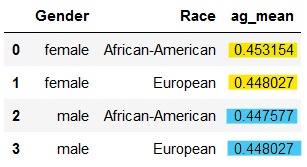 Gender Race ag_mean
0 female African-American 0.453154
1 female European 0.448027
2 male African-American 0.447577
3 male European 0.448027